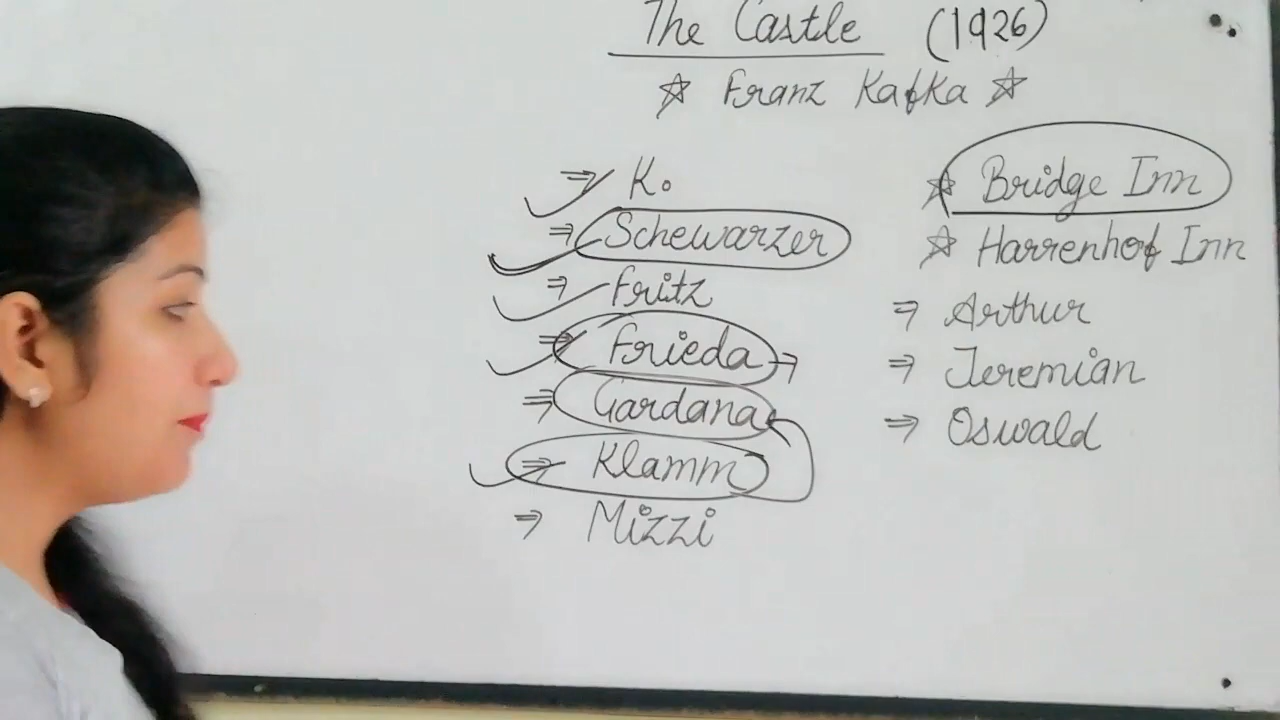 The Castle (1926)
☆ Franz Kafka ☆
⇒ K.
⇒ Schewarzer
⇒ Fritz
⇒ Frieda →
⇒ Gardana
⇒ Klamm
⇒ Mizzi
☆ Bridge Inn
☆ Harrenhof Inn
⇒ Arthur
⇒ Jeremian
⇒ Oswald